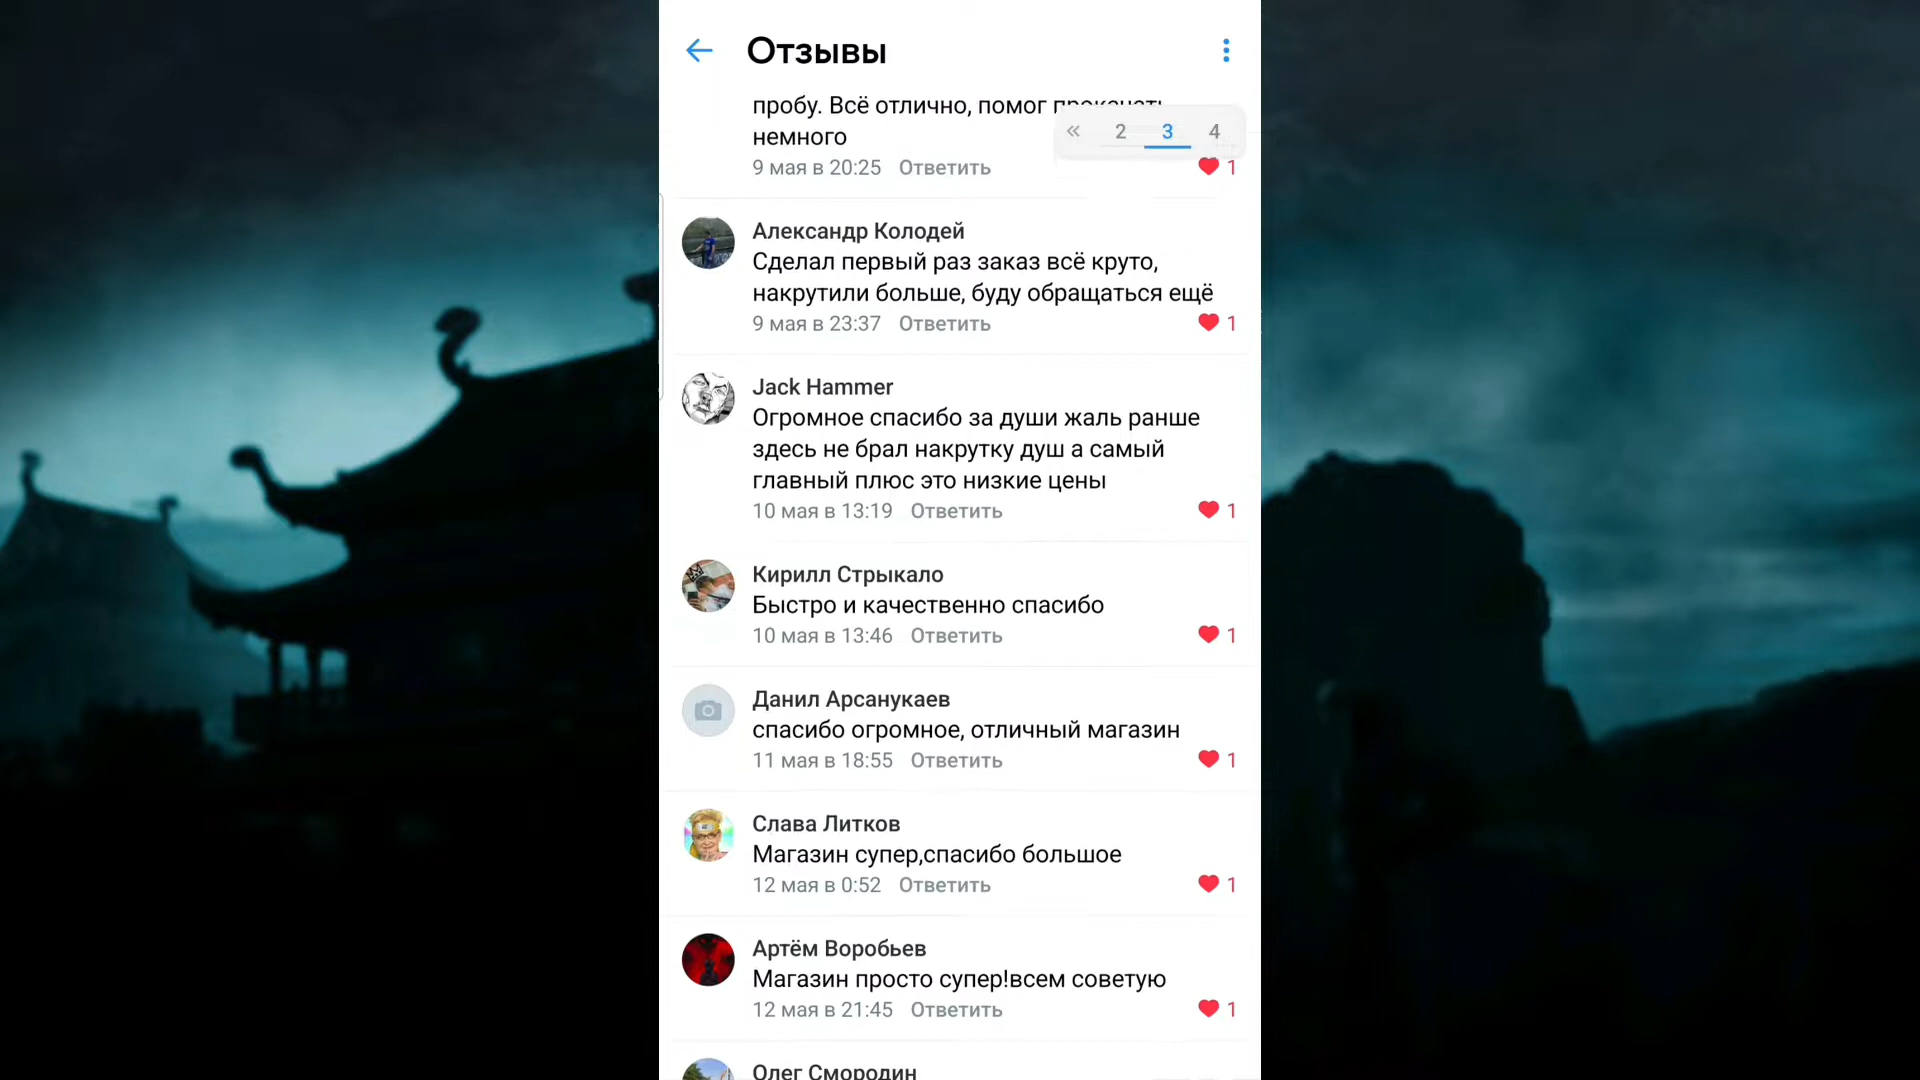 Отзывы
пробу. Всё отлично, помог прокачать
« 2 3 4
немного
9 мая в 20:25 Ответить 1
Александр Колодей
Сделал первый раз заказ всё круто,
накрутили больше, буду обращаться ещё
9 мая в 23:37 Ответить 1
Jack Hammer
Огромное спасибо за души жаль ранше
здесь не брал накрутку душ а самый
главный плюс это низкие цены
10 мая в 13:19 Ответить 1
Кирилл Стрыкало
Быстро и качественно спасибо
10 мая в 13:46 Ответить 1
Данил Арсанукаев
спасибо огромное, отличный магазин
11 мая в 18:55 Ответить 1
Слава Литков
Магазин супер,спасибо большое
12 мая в 0:52 Ответить 1
Артём Воробьев
Магазин просто супер!всем советую
12 мая в 21:45 Ответить 1
Олег Смородин